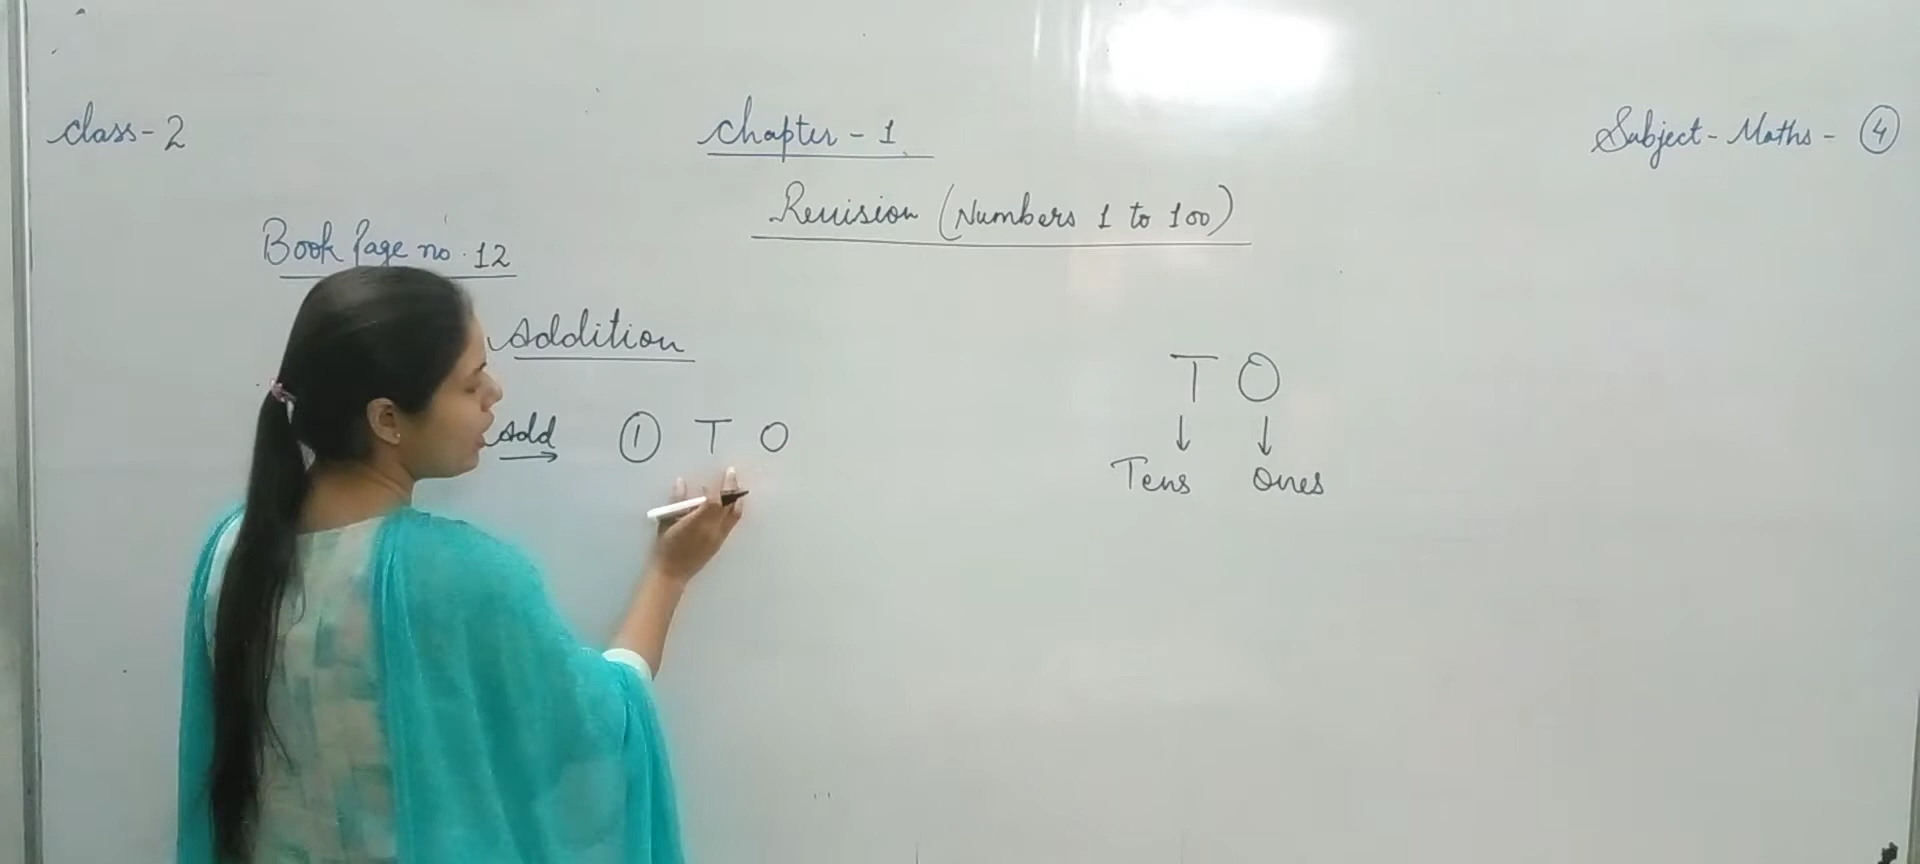 Class-2
Chapter-1
Subject-Maths-④
Revision (Numbers 1 to 100)
Book Page no.12
Addition
T O
Add ① T O
↓ ↓
Tens Ones